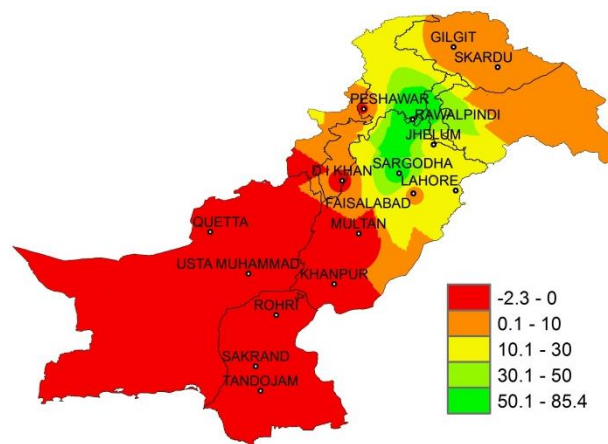 GILGIT
SKARDU
PESHAWAR
RAWALPINDI
JHELUM
D I KHAN
SARGODHA
LAHORE
FAISALABAD
QUETTA
MULTAN
USTA MUHAMMAD
KHANPUR
ROHRI
SAKRAND
TANDOJAM
-2.3 - 0
0.1 - 10
10.1 - 30
30.1 - 50
50.1 - 85.4